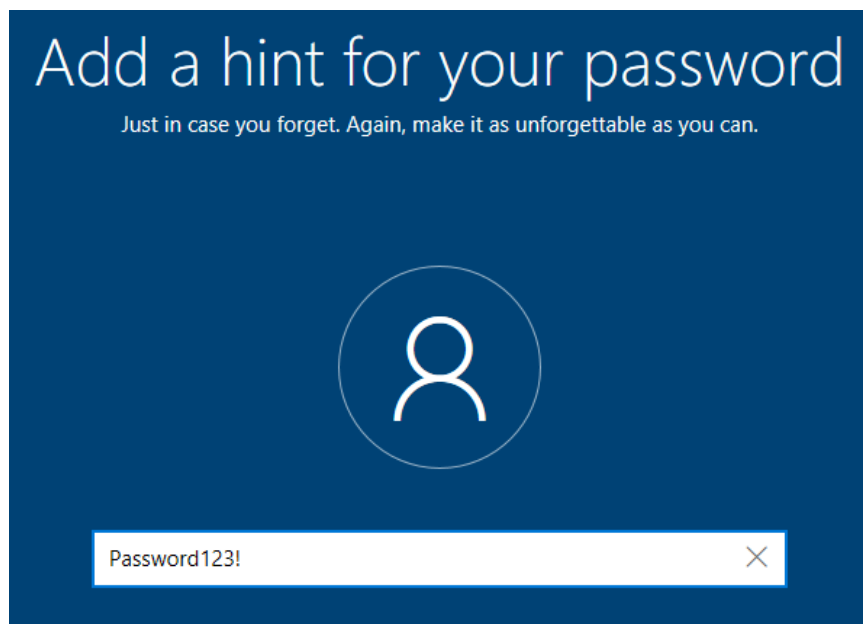 Add a hint for your password
Just in case you forget. Again, make it as unforgettable as you can.
Password123!